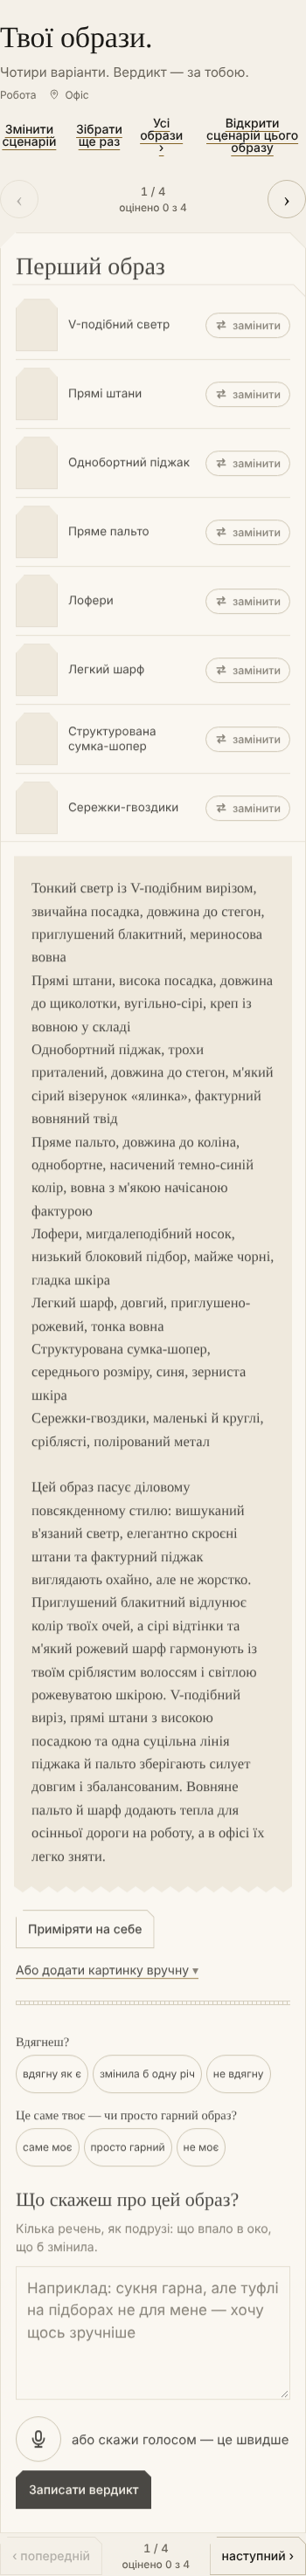 Твої образи.
Чотири варіанти. Вердикт — за тобою.
Робота Офіс
Змінити
сценарій
Зібрати
ще раз
Усі
образи
›
Відкрити
сценарій цього
образу
‹
1 / 4
оцінено 0 з 4
›
Перший образ
V-подібний светр
⇄ замінити
Прямі штани
⇄ замінити
Однобортний піджак
⇄ замінити
Пряме пальто
⇄ замінити
Лофери
⇄ замінити
Легкий шарф
⇄ замінити
Структурована
сумка-шопер
⇄ замінити
Сережки-гвоздики
⇄ замінити
Тонкий светр із V-подібним вирізом,
звичайна посадка, довжина до стегон,
приглушений блакитний, мериносова
вовна
Прямі штани, висока посадка, довжина
до щиколотки, вугільно-сірі, креп із
вовною у складі
Однобортний піджак, трохи
приталений, довжина до стегон, м'який
сірий візерунок «ялинка», фактурний
вовняний твід
Пряме пальто, довжина до коліна,
однобортне, насичений темно-синій
колір, вовна з м'якою начісаною
фактурою
Лофери, мигдалеподібний носок,
низький блоковий підбор, майже чорні,
гладка шкіра
Легкий шарф, довгий, приглушено-
рожевий, тонка вовна
Структурована сумка-шопер,
середнього розміру, синя, зерниста
шкіра
Сережки-гвоздики, маленькі й круглі,
сріблясті, полірований метал
Цей образ пасує діловому
повсякденному стилю: вишуканий
в'язаний светр, елегантно скроєні
штани та фактурний піджак
виглядають охайно, але не жорстко.
Приглушений блакитний відлунює
колір твоїх очей, а сірі відтінки та
м'який рожевий шарф гармонують із
твоїм сріблястим волоссям і світлою
рожевуватою шкірою. V-подібний
виріз, прямі штани з високою
посадкою та одна суцільна лінія
піджака й пальто зберігають силует
довгим і збалансованим. Вовняне
пальто й шарф додають тепла для
осінньої дороги на роботу, а в офісі їх
легко зняти.
Приміряти на себе
Або додати картинку вручну ▾
Вдягнеш?
вдягну як є
змінила б одну річ
не вдягну
Це саме твоє — чи просто гарний образ?
саме моє
просто гарний
не моє
Що скажеш про цей образ?
Кілька речень, як подрузі: що впало в око,
що б змінила.
Наприклад: сукня гарна, але туфлі
на підборах не для мене — хочу
щось зручніше
або скажи голосом — це швидше
Записати вердикт
‹ попередній
1 / 4
оцінено 0 з 4
наступний ›